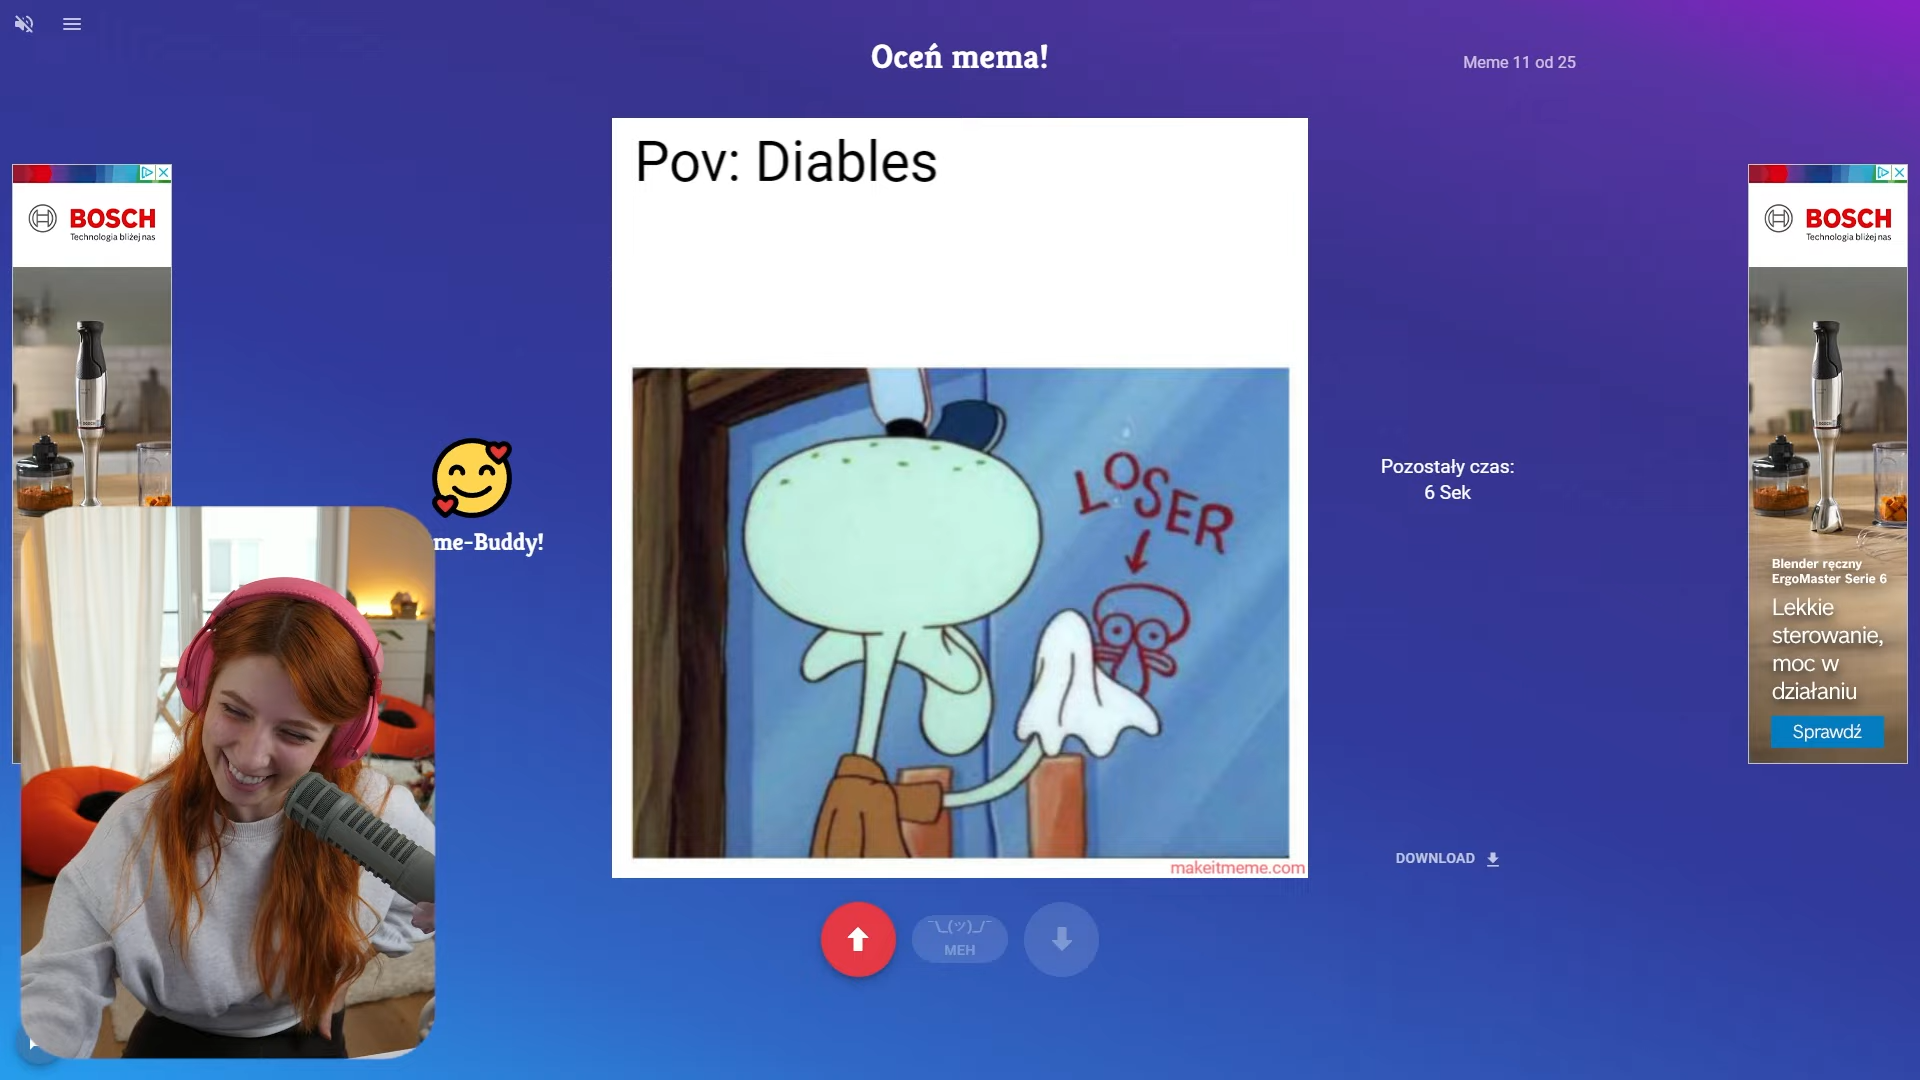 Oceń mema!
Meme 11 od 25
Pov: Diables
LOSER
makeitmeme.com
me-Buddy!
Pozostały czas:
6 Sek
DOWNLOAD
¯\_(ツ)_/¯
MEH
BOSCH
Technologia bliżej nas
BOSCH
Technologia bliżej nas
Blender ręczny
ErgoMaster Serie 6
Lekkie
sterowanie,
moc w
działaniu
Sprawdź